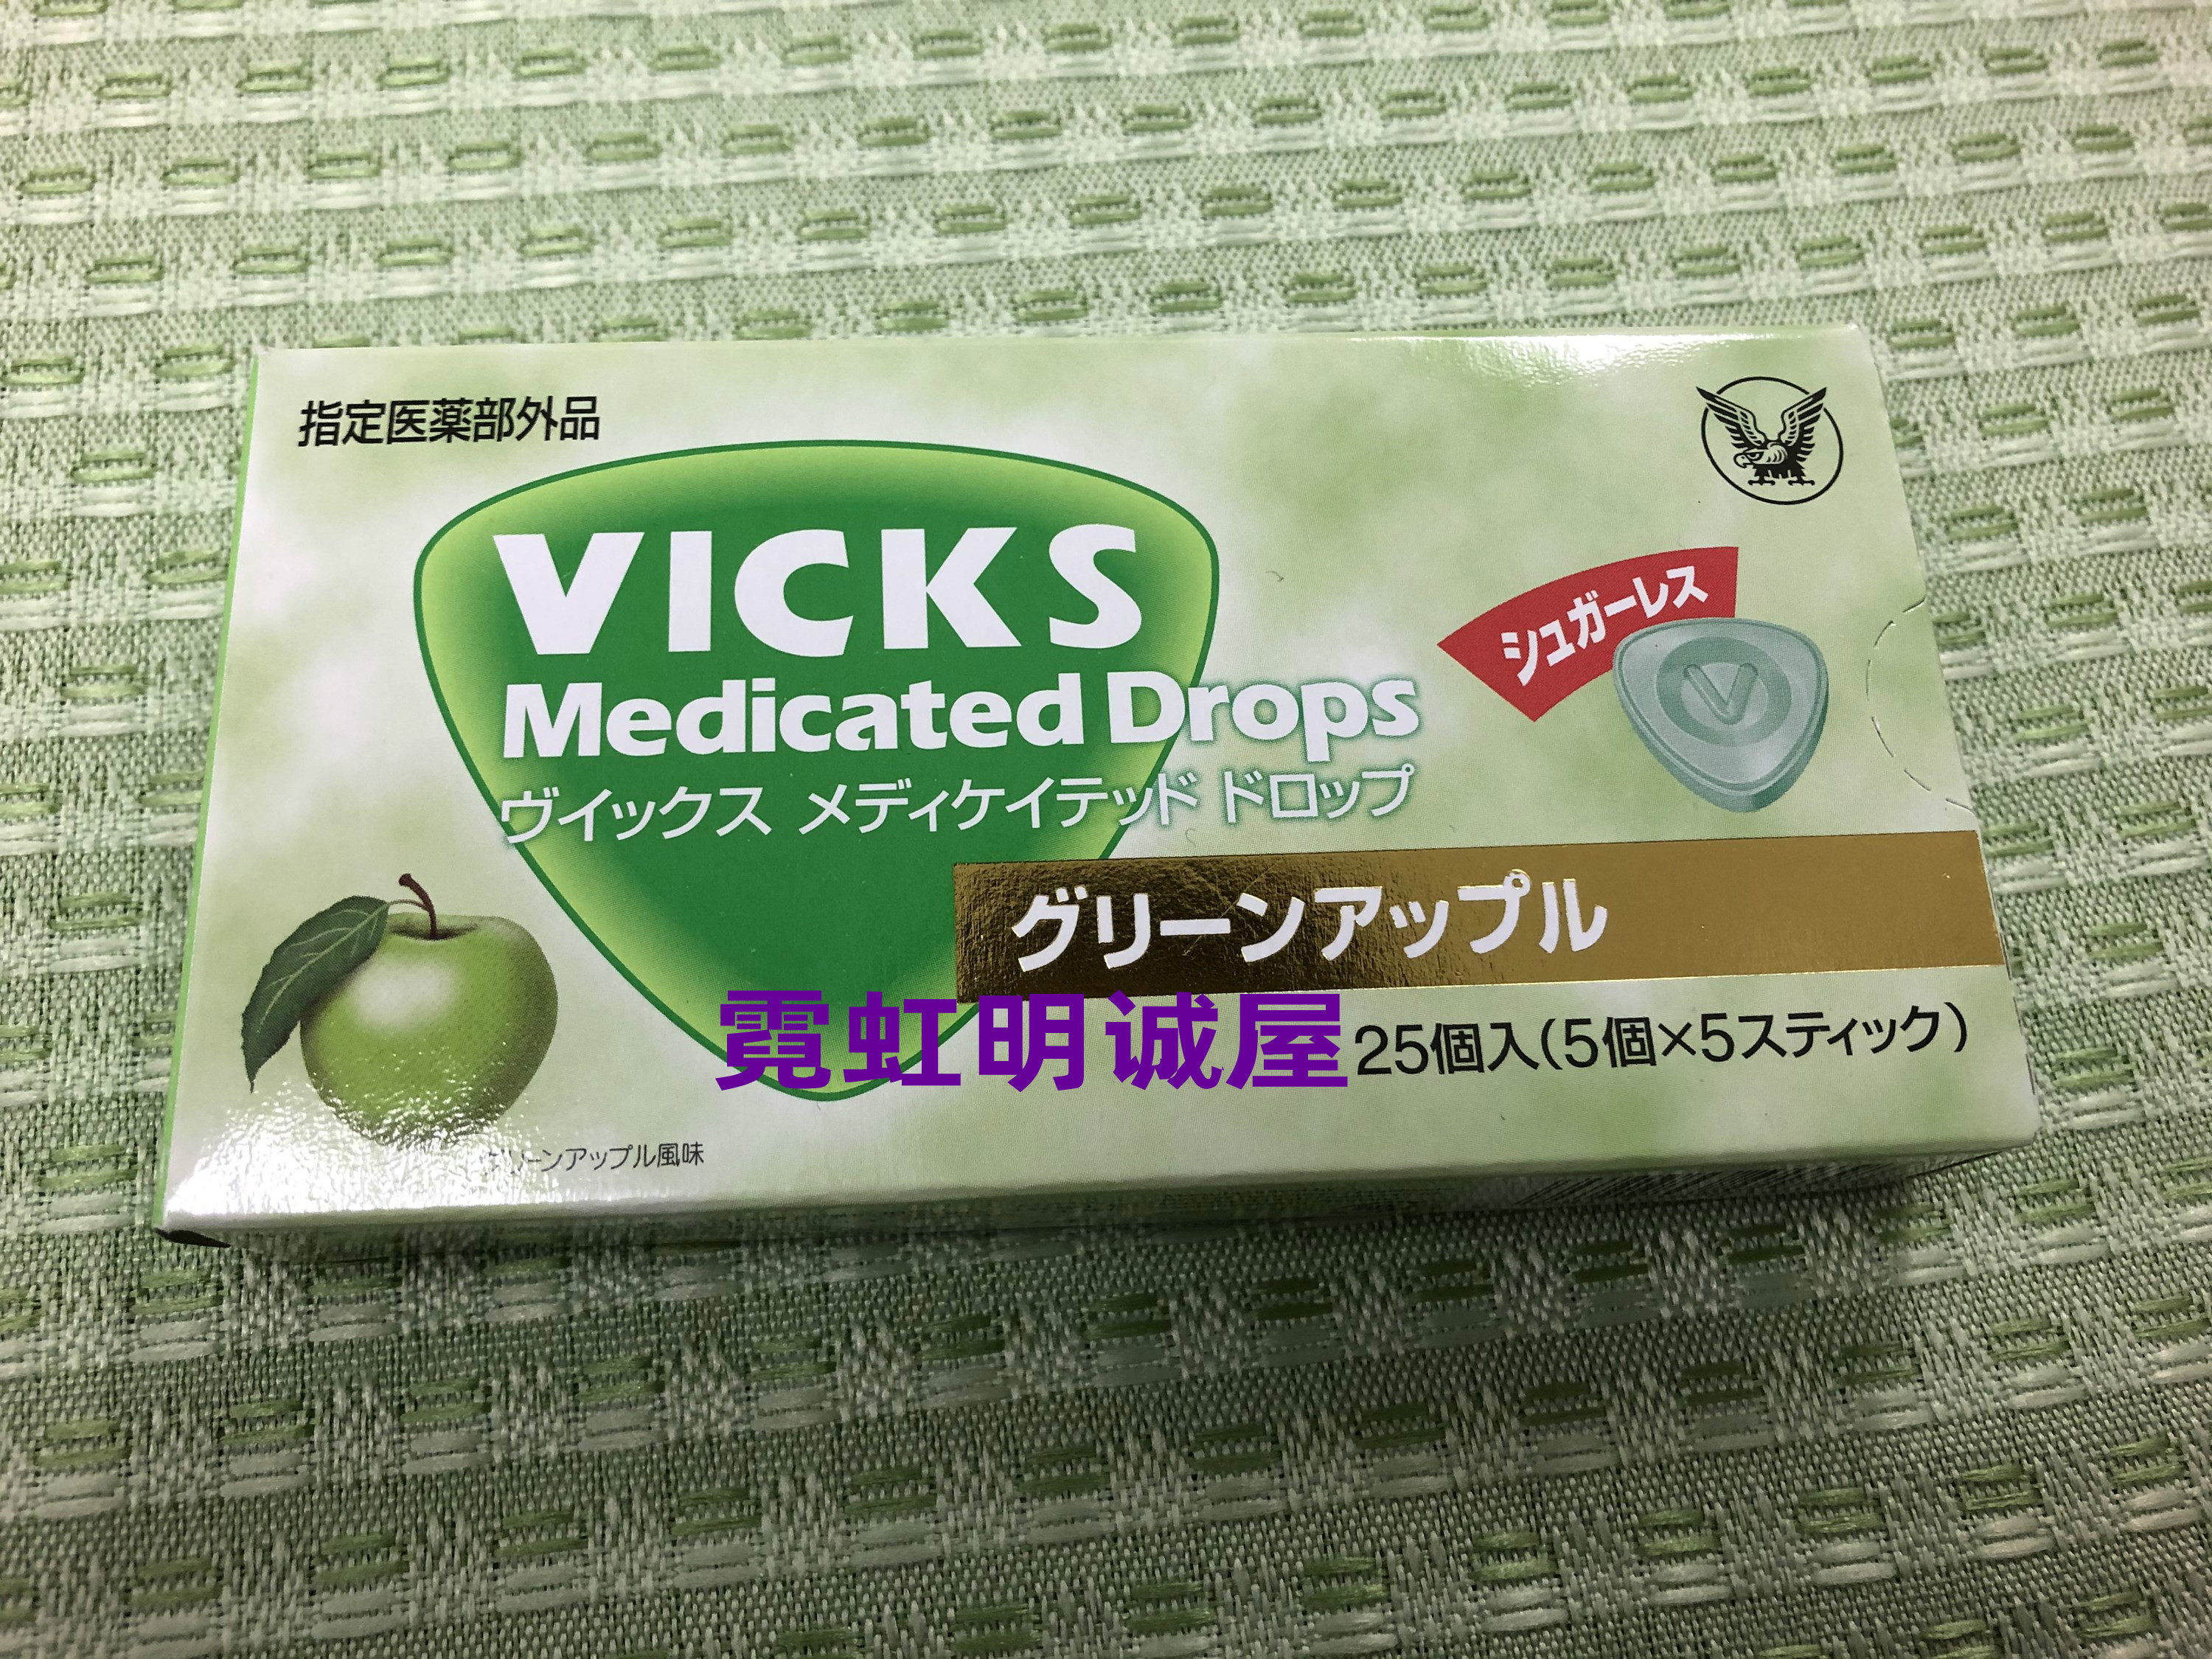 指定医薬部外品
VICKS
Medicated Drops
ヴイックス メディケイテッド ドロップ
シュガーレス
V
グリーンアップル
霓虹明诚屋
25個入(5個×5スティック)
グリーンアップル風味